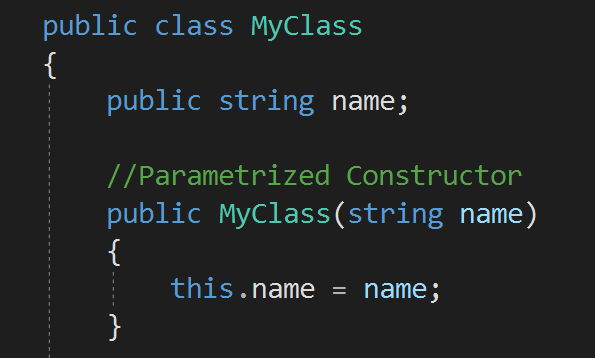 public class MyClass
{
public string name;
//Parametrized Constructor
public MyClass(string name)
{
this.name = name;
}